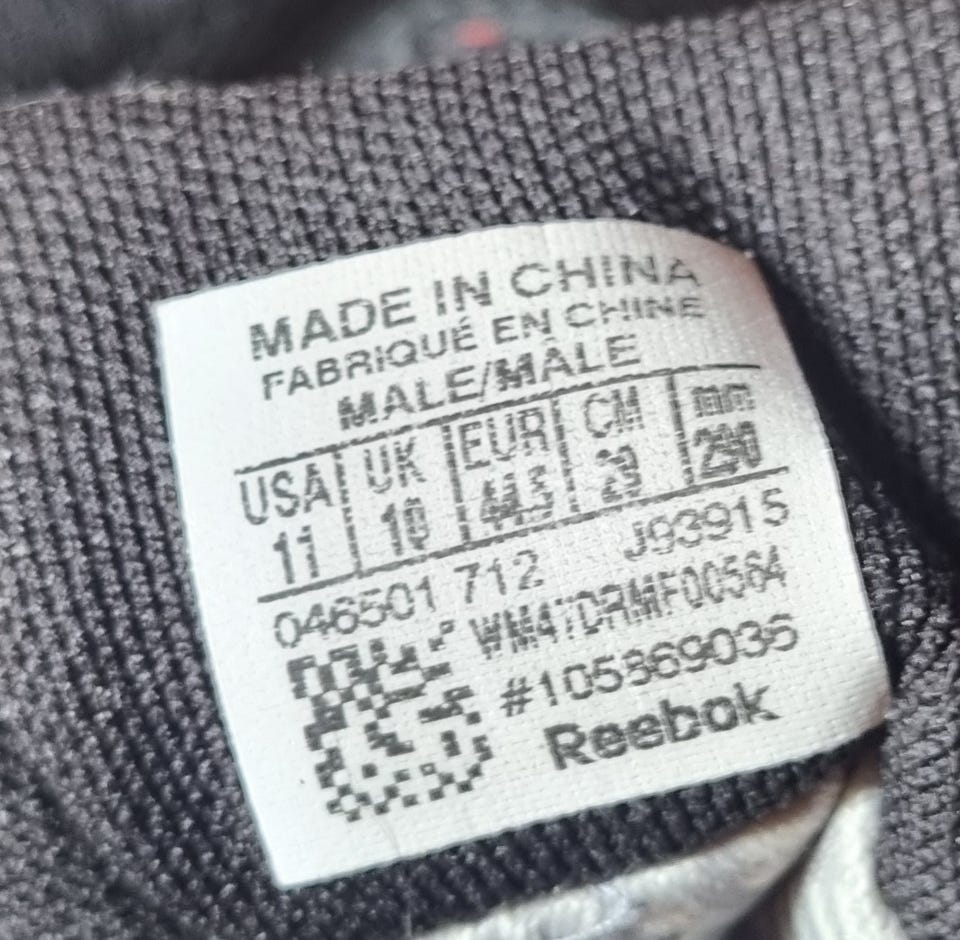 MADE IN CHINA
FABRIQUÉ EN CHINE
MALE/MÂLE
USA UK EUR CM mm
11 10 44.5 29 290
046501 712 J93915
WM47DRMF00564
#105869036
Reebok